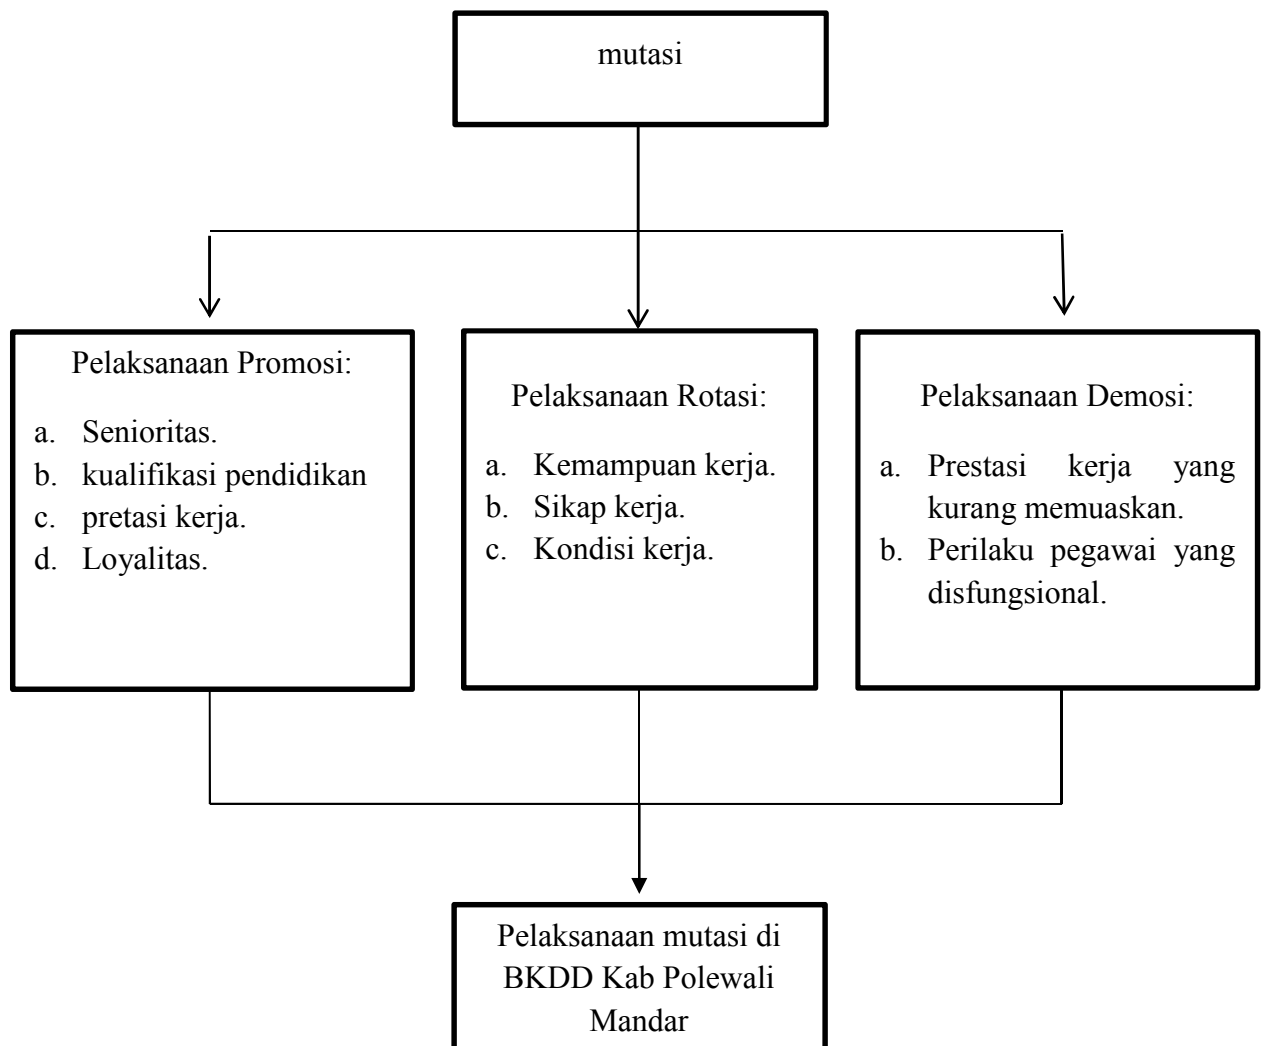 mutasi
Pelaksanaan Promosi:
a. Senioritas.
b. kualifikasi pendidikan
c. pretasi kerja.
d. Loyalitas.
Pelaksanaan Rotasi:
a. Kemampuan kerja.
b. Sikap kerja.
c. Kondisi kerja.
Pelaksanaan Demosi:
a. Prestasi kerja yang
kurang memuaskan.
b. Perilaku pegawai yang
disfungsional.
Pelaksanaan mutasi di
BKDD Kab Polewali
Mandar